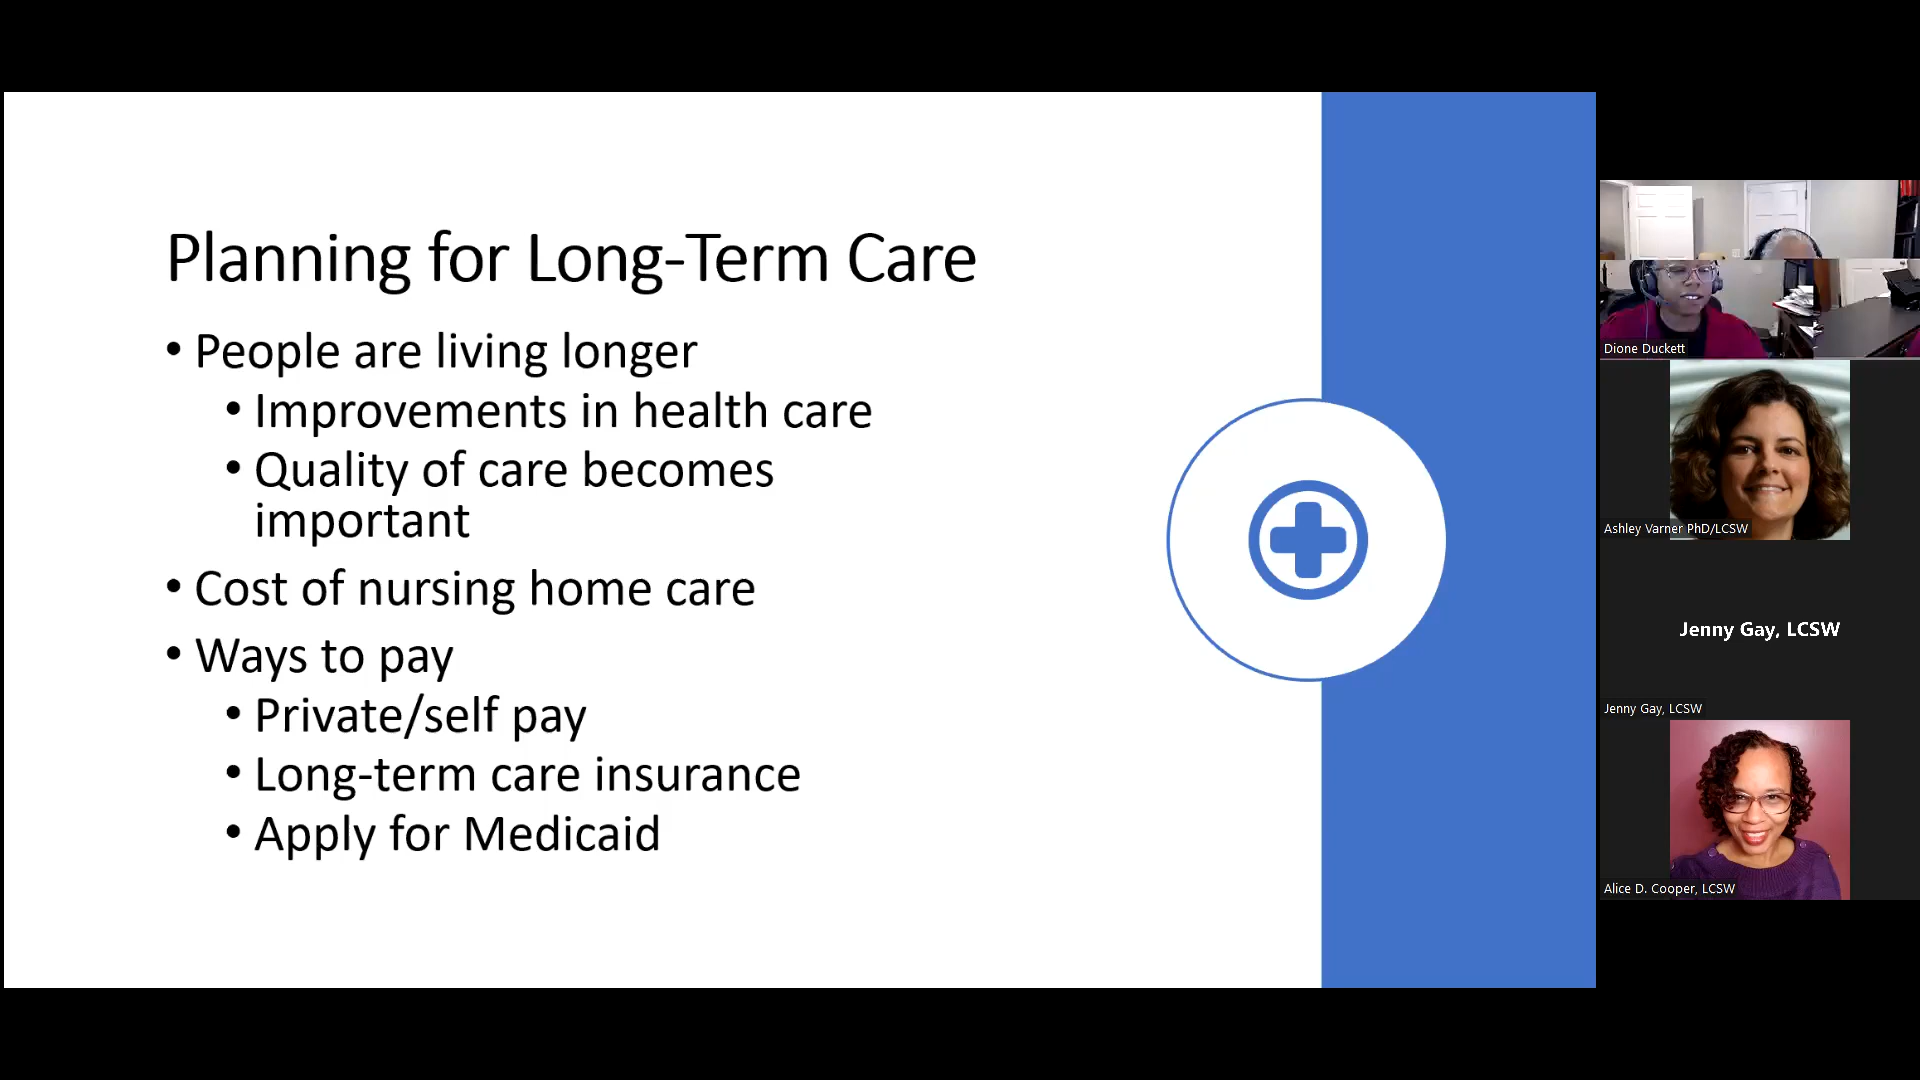 Planning for Long-Term Care
• People are living longer
• Improvements in health care
• Quality of care becomes
important
• Cost of nursing home care
• Ways to pay
• Private/self pay
• Long-term care insurance
• Apply for Medicaid
Dione Duckett
Ashley Varner PhD/LCSW
Jenny Gay, LCSW
Jenny Gay, LCSW
Alice D. Cooper, LCSW